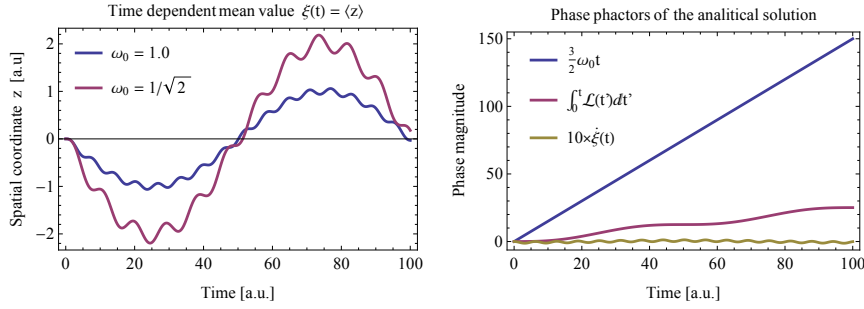 Time dependent mean value ξ(t) = ⟨z⟩
Spatial coordinate z [a.u]
2
1
0
-1
-2
ω₀ = 1.0
ω₀ = 1/√2
0 20 40 60 80 100
Time [a.u.]
Phase phactors of the analitical solution
Phase magnitude
150
100
50
0
3/2 ω₀t
∫₀ᵗ ℒ(t')dt'
10×ξ̇(t)
0 20 40 60 80 100
Time [a.u.]